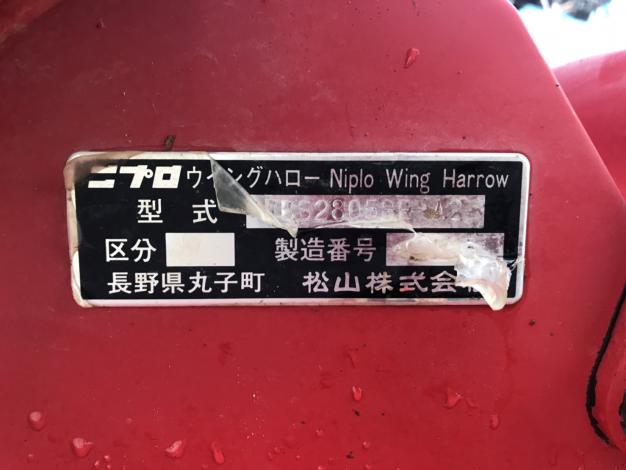 ニプロ ウイングハロー Niplo Wing Harrow
型式
区分 製造番号
長野県丸子町 松山株式会